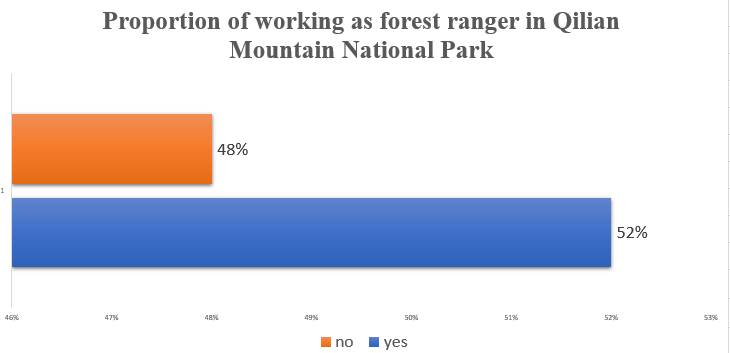 Proportion of working as forest ranger in Qilian
Mountain National Park
48%
1
52%
46% 47% 48% 49% 50% 51% 52% 53%
no yes